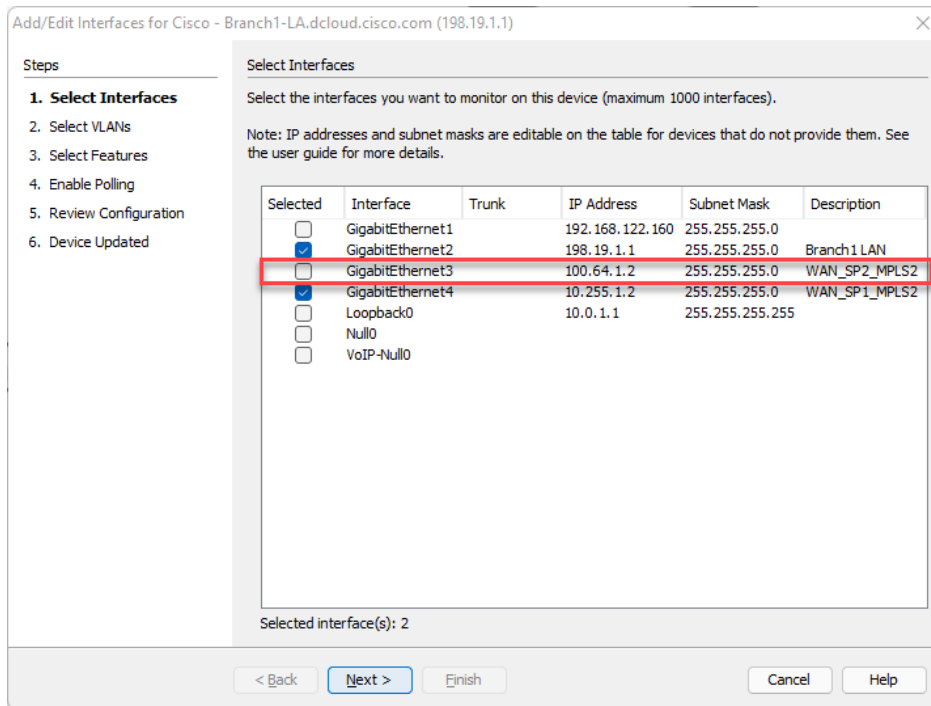 Add/Edit Interfaces for Cisco - Branch1-LA.dcloud.cisco.com (198.19.1.1)
Steps
1. Select Interfaces
2. Select VLANs
3. Select Features
4. Enable Polling
5. Review Configuration
6. Device Updated
Select Interfaces
Select the interfaces you want to monitor on this device (maximum 1000 interfaces).
Note: IP addresses and subnet masks are editable on the table for devices that do not provide them. See
the user guide for more details.
Selected Interface Trunk IP Address Subnet Mask Description
GigabitEthernet1 192.168.122.160 255.255.255.0
GigabitEthernet2 198.19.1.1 255.255.255.0 Branch1 LAN
GigabitEthernet3 100.64.1.2 255.255.255.0 WAN_SP2_MPLS2
GigabitEthernet4 10.255.1.2 255.255.255.0 WAN_SP1_MPLS2
Loopback0 10.0.1.1 255.255.255.255
Null0
VoIP-Null0
Selected interface(s): 2
< Back Next > Finish Cancel Help